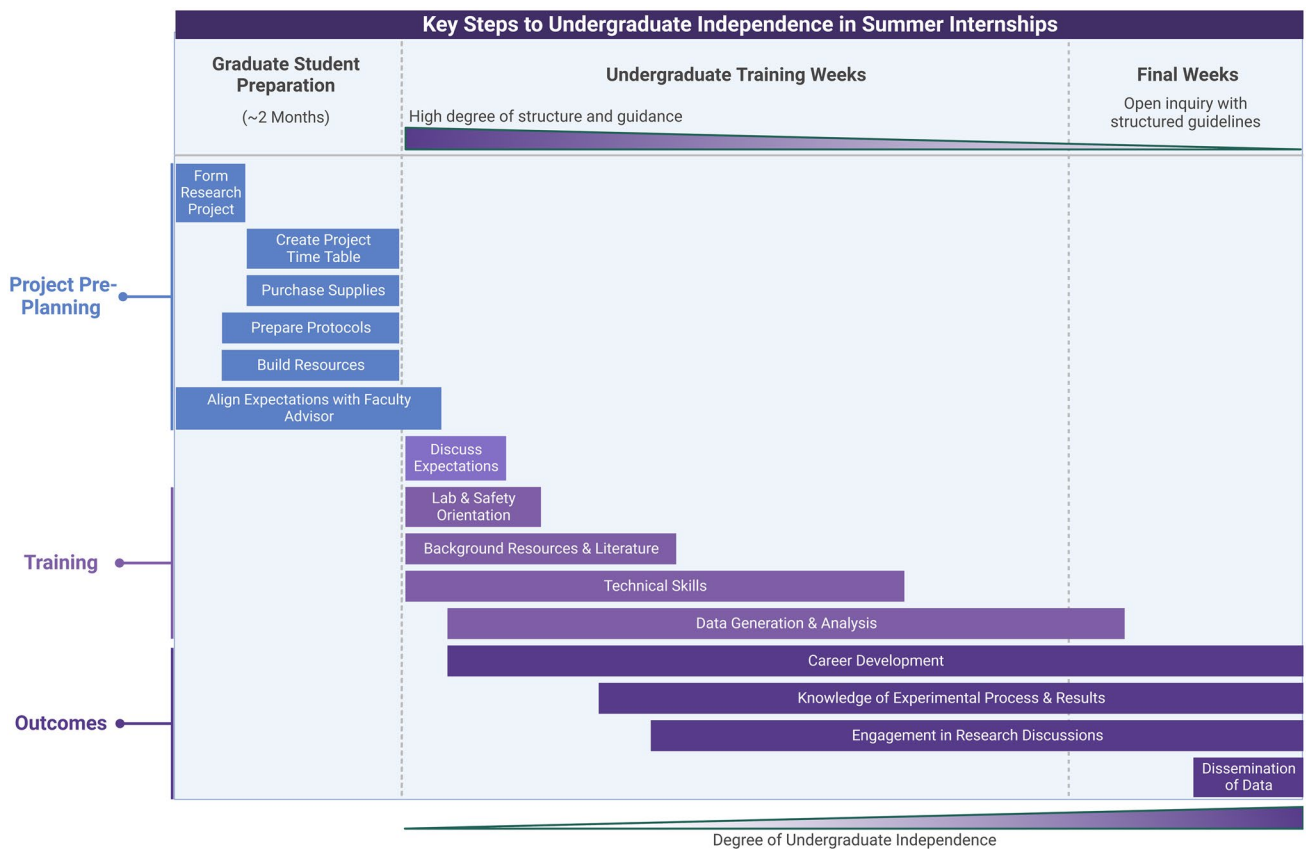 Key Steps to Undergraduate Independence in Summer Internships
Graduate Student
Preparation
(~2 Months)
Undergraduate Training Weeks
High degree of structure and guidance
Final Weeks
Open inquiry with
structured guidelines
Project Pre-
Planning
Form
Research
Project
Create Project
Time Table
Purchase Supplies
Prepare Protocols
Build Resources
Align Expectations with Faculty
Advisor
Discuss
Expectations
Training
Lab & Safety
Orientation
Background Resources & Literature
Technical Skills
Data Generation & Analysis
Outcomes
Career Development
Knowledge of Experimental Process & Results
Engagement in Research Discussions
Dissemination
of Data
Degree of Undergraduate Independence